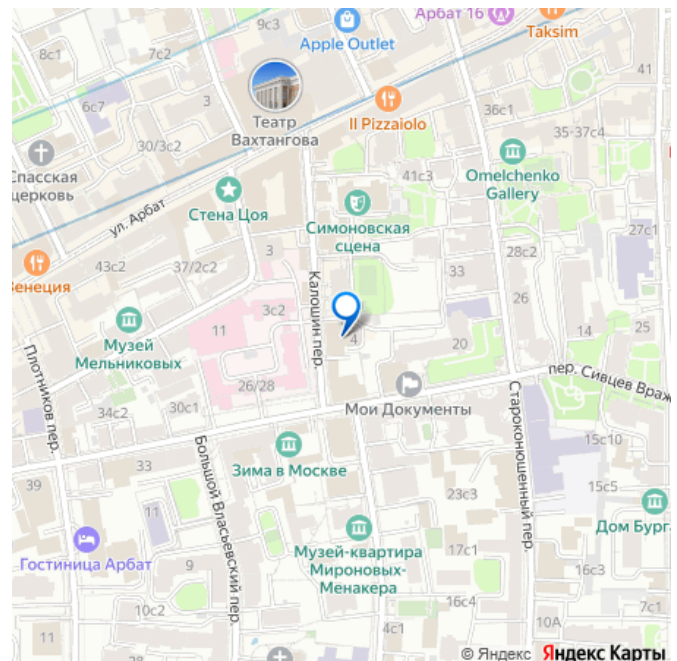 9с3
Арбат 16
Taksim
8с1
7с2
Apple Outlet
41
6с7
3
Театр
Вахтангова
Il Pizzaiolo
36с1
35-37с4
30/3с2
Спасская
церковь
41с3
Omelchenko
Gallery
ул. Арбат
Стена Цоя
Симоновская
сцена
27с1
Венеция
43с2
37/2с2
3
28с2
33
26
Калошин пер.
3с2
11
4
20
14
25
Музей
Мельниковых
Плотников пер.
26/28
пер. Сивцев Враж
34с2
30с1
Мои Документы
Староконюшенный пер.
15с10
33
Зима в Москве
39
Большой Власьевский пер.
23с3
15с5
11
Дом Бурга
Гостиница Арбат
9
Музей-квартира
Мироновых-
Менакера
17с1
16с3
10с2
16с4
7с1
11
4с1
10А
© Яндекс Яндекс Карты